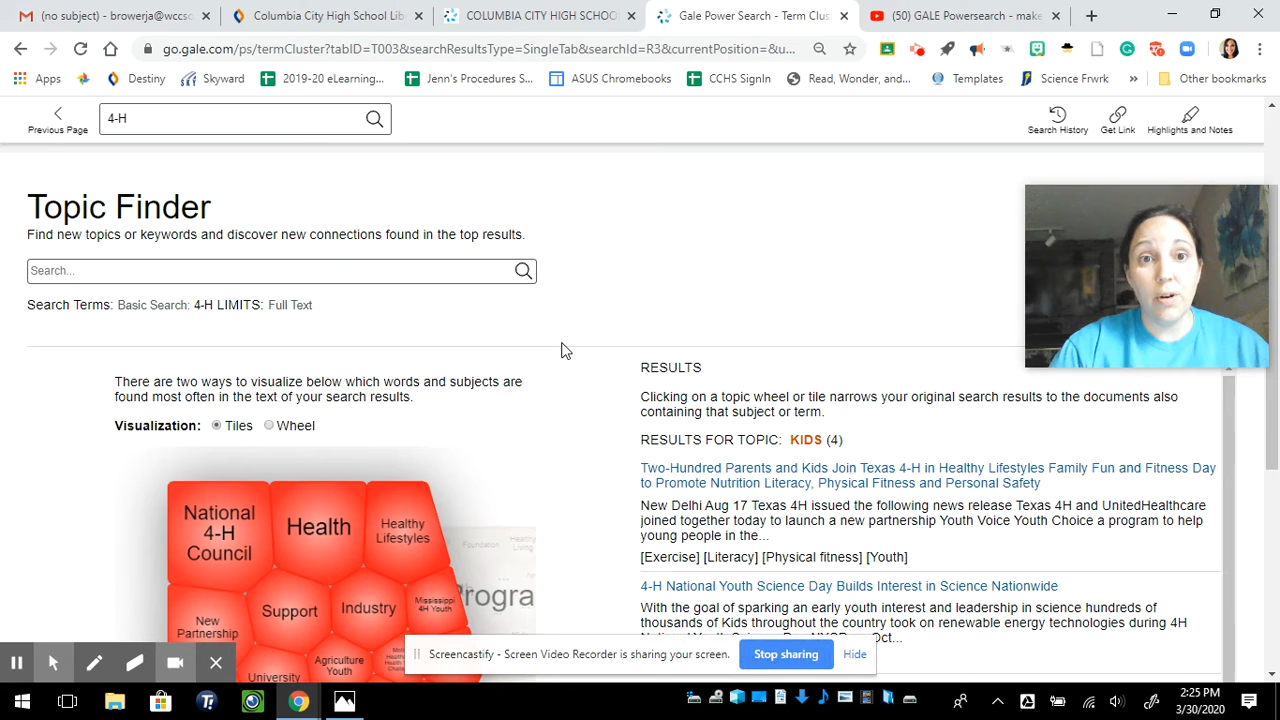 (no subject) - browerja@wccsc
Columbia City High School Lib
COLUMBIA CITY HIGH SCHOO
Gale Power Search - Term Clus
(50) GALE Powersearch - make
go.gale.com/ps/termCluster?tabID=T003&searchResultsType=SingleTab&searchId=R3&currentPosition=&u...
Apps
Destiny
Skyward
2019-20 eLearning...
Jenn's Procedures S...
ASUS Chromebooks
CCHS SignIn
Read, Wonder, and...
Templates
Science Frwrk
»
Other bookmarks
Previous Page
4-H
Search History
Get Link
Highlights and Notes
Topic Finder
Find new topics or keywords and discover new connections found in the top results.
Search...
Search Terms: Basic Search: 4-H LIMITS: Full Text
There are two ways to visualize below which words and subjects are
found most often in the text of your search results.
Visualization: Tiles Wheel
National
4-H
Council
Health
Healthy
Lifestyles
Support
Industry
Mississippi
4H Youth
New
Partnership
Agriculture
Youth
University
Foundation
Progra
RESULTS
Clicking on a topic wheel or tile narrows your original search results to the documents also
containing that subject or term.
RESULTS FOR TOPIC: KIDS (4)
Two-Hundred Parents and Kids Join Texas 4-H in Healthy Lifestyles Family Fun and Fitness Day
to Promote Nutrition Literacy, Physical Fitness and Personal Safety
New Delhi Aug 17 Texas 4H issued the following news release Texas 4H and UnitedHealthcare
joined together today to launch a new partnership Youth Voice Youth Choice a program to help
young people in the...
[Exercise] [Literacy] [Physical fitness] [Youth]
4-H National Youth Science Day Builds Interest in Science Nationwide
With the goal of sparking an early youth interest and leadership in science hundreds of
thousands of Kids throughout the country took on renewable energy technologies during 4H
Screencastify - Screen Video Recorder is sharing your screen.
Stop sharing
Hide
2:25 PM
3/30/2020